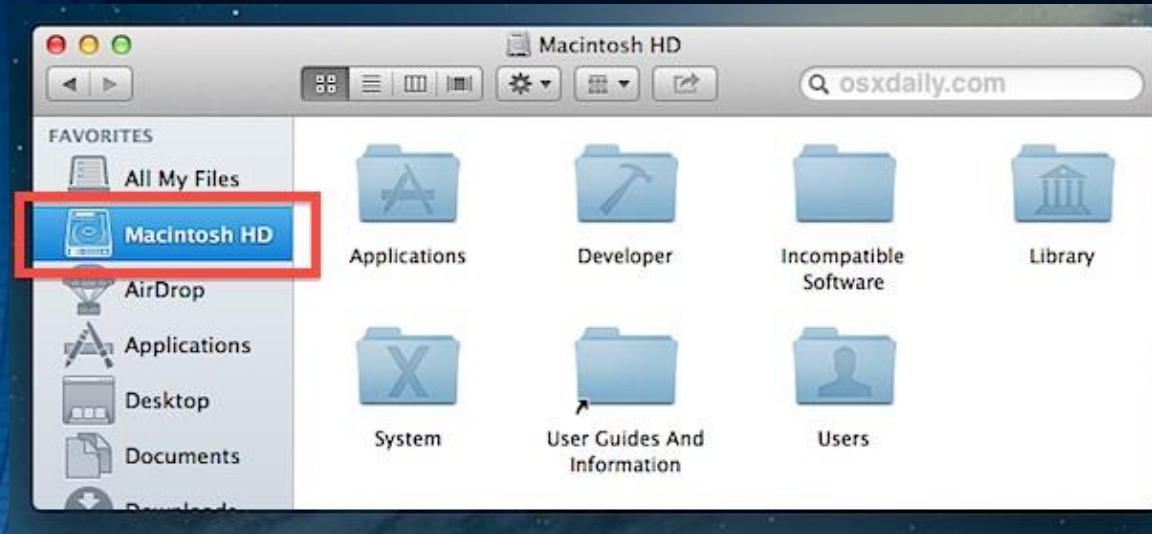 Macintosh HD
osxdaily.com
FAVORITES
All My Files
Macintosh HD
AirDrop
Applications
Desktop
Documents
Applications
Developer
Incompatible
Software
Library
System
User Guides And
Information
Users